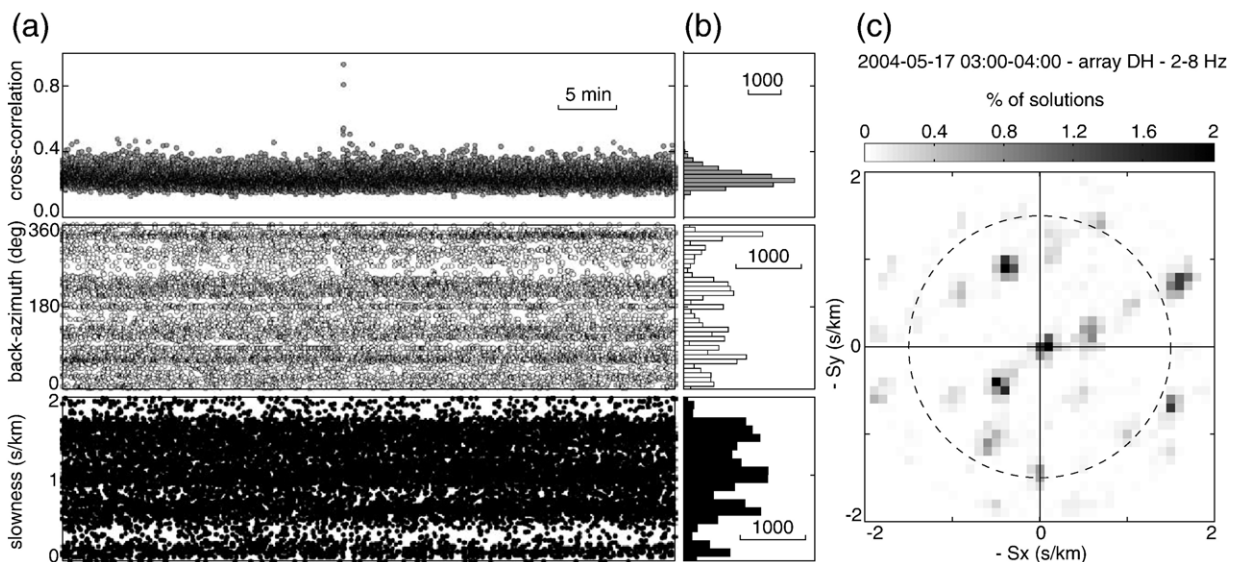 (a)
(b)
(c)
cross-correlation
0.8
0.4
0.0
5 min
1000
back-azimuth (deg)
360
180
0
1000
slowness (s/km)
2
1
0
1000
2004-05-17 03:00-04:00 - array DH - 2-8 Hz
% of solutions
0 0.4 0.8 1.2 1.6 2
- Sy (s/km)
2
0
-2
-2 0 2
- Sx (s/km)